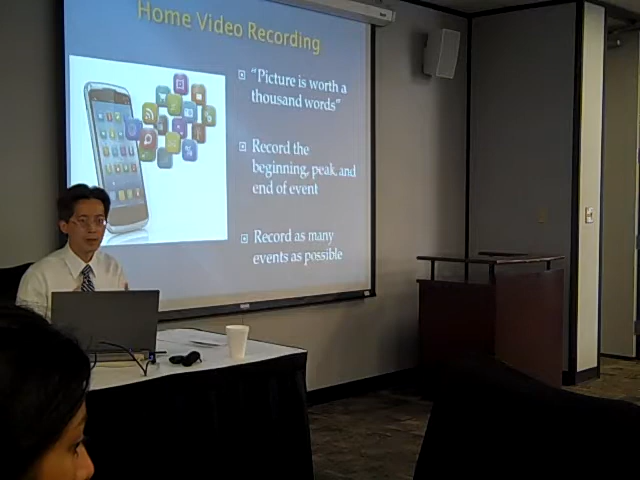 Home Video Recording
"Picture is worth a
thousand words"
Record the
beginning, peak, and
end of event
Record as many
events as possible